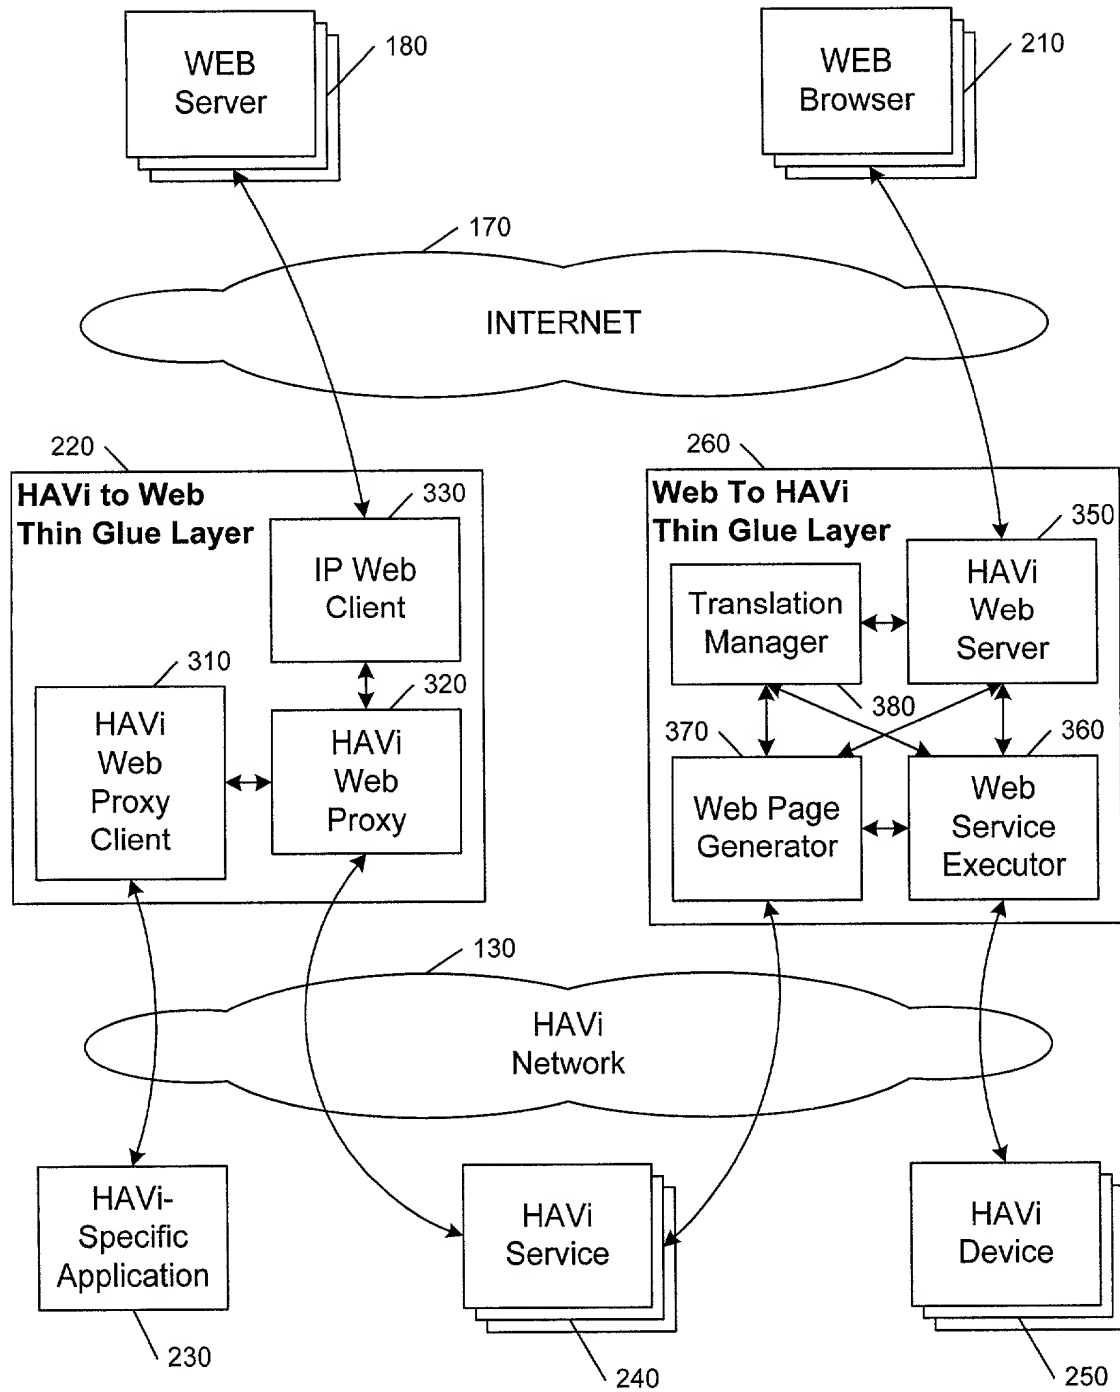 WEB
Server
180
WEB
Browser
210
170
INTERNET
220
HAVi to Web
Thin Glue Layer
330
IP Web
Client
310
320
HAVi
Web
Proxy
Client
HAVi
Web
Proxy
260
Web To HAVi
Thin Glue Layer
350
HAVi
Web
Server
Translation
Manager
380
370
360
Web Page
Generator
Web
Service
Executor
130
HAVi
Network
HAVi-
Specific
Application
230
HAVi
Service
240
HAVi
Device
250